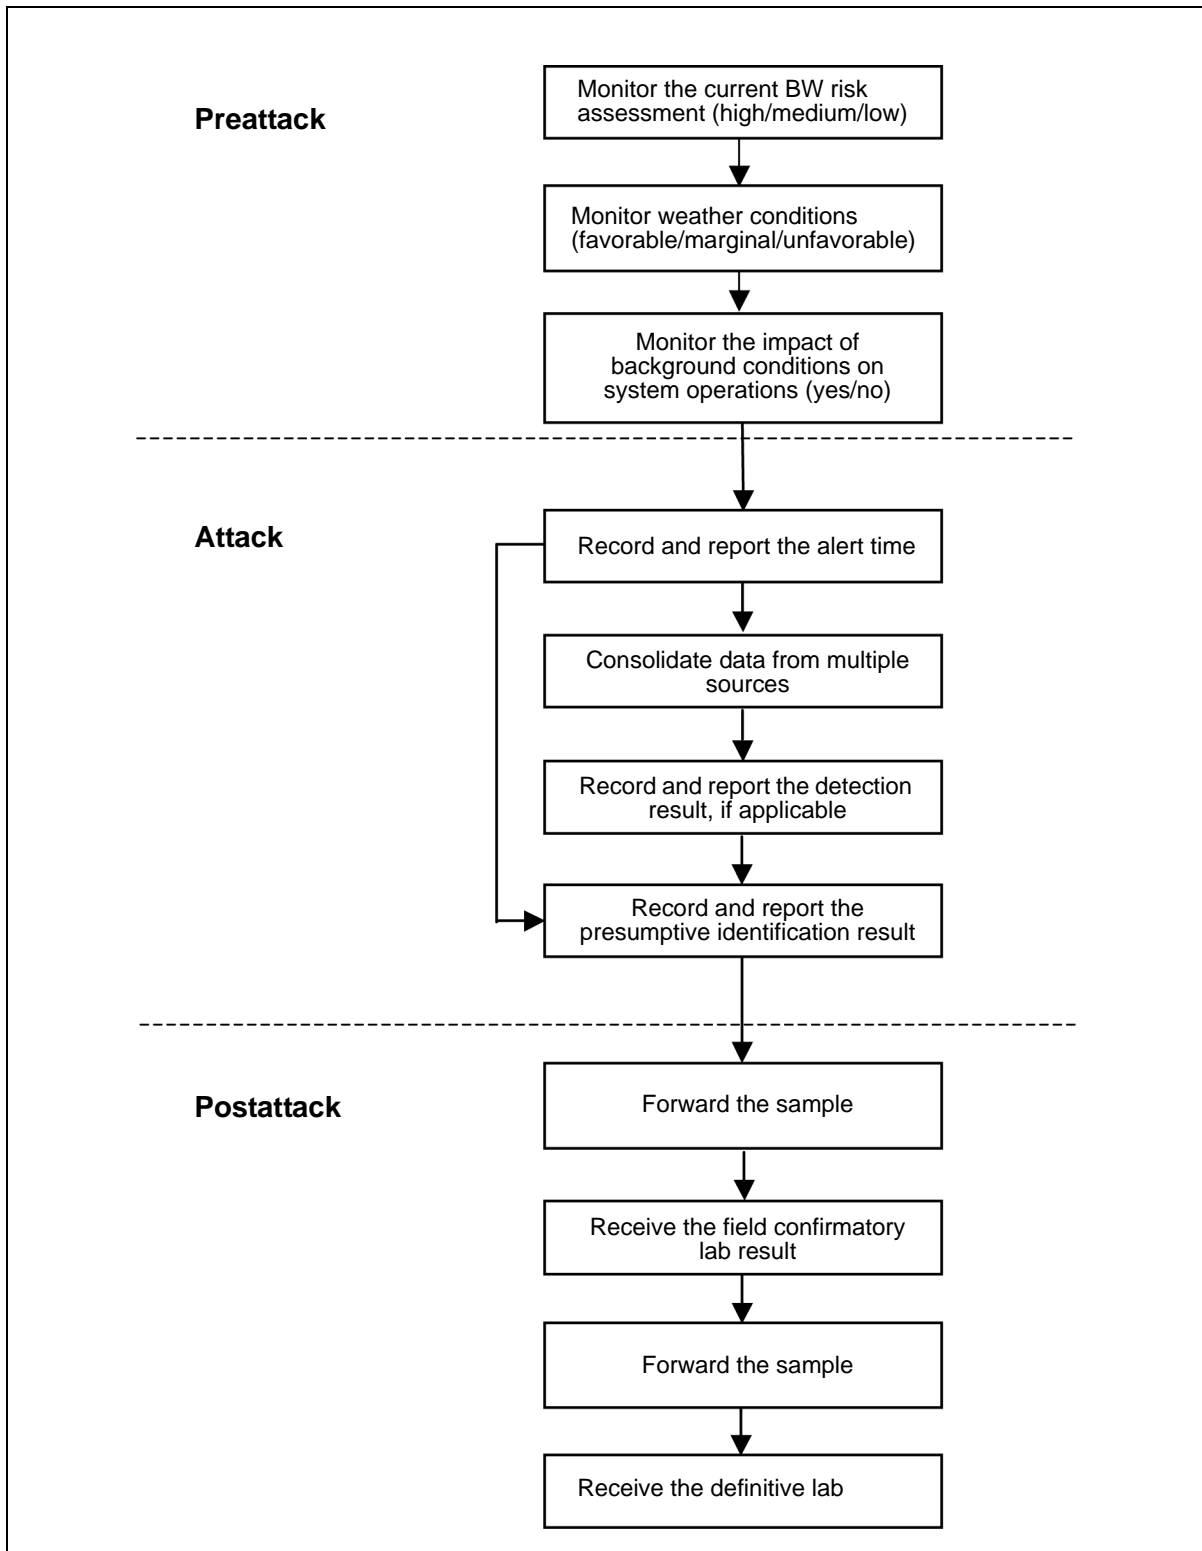 Preattack
Monitor the current BW risk
assessment (high/medium/low)
Monitor weather conditions
(favorable/marginal/unfavorable)
Monitor the impact of
background conditions on
system operations (yes/no)
Attack
Record and report the alert time
Consolidate data from multiple
sources
Record and report the detection
result, if applicable
Record and report the
presumptive identification result
Postattack
Forward the sample
Receive the field confirmatory
lab result
Forward the sample
Receive the definitive lab